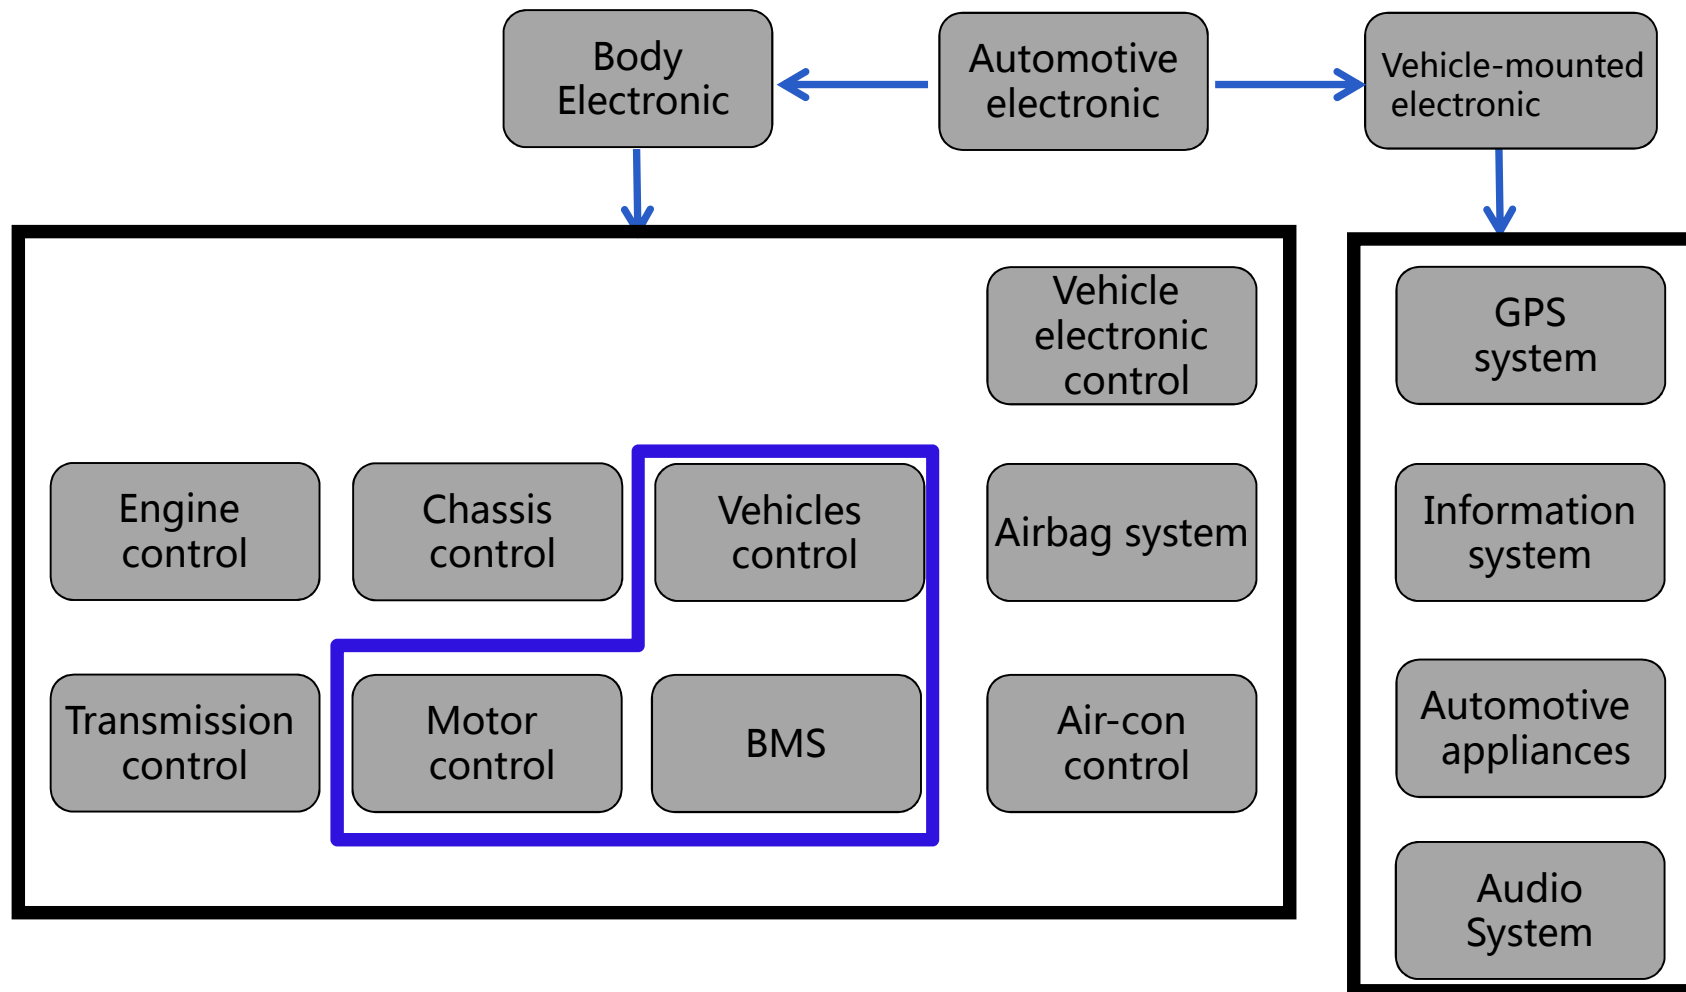 Body
Electronic
Automotive
electronic
Vehicle-mounted
electronic
Vehicle
electronic
control
GPS
system
Engine
control
Chassis
control
Vehicles
control
Airbag system
Information
system
Transmission
control
Motor
control
BMS
Air-con
control
Automotive
appliances
Audio
System